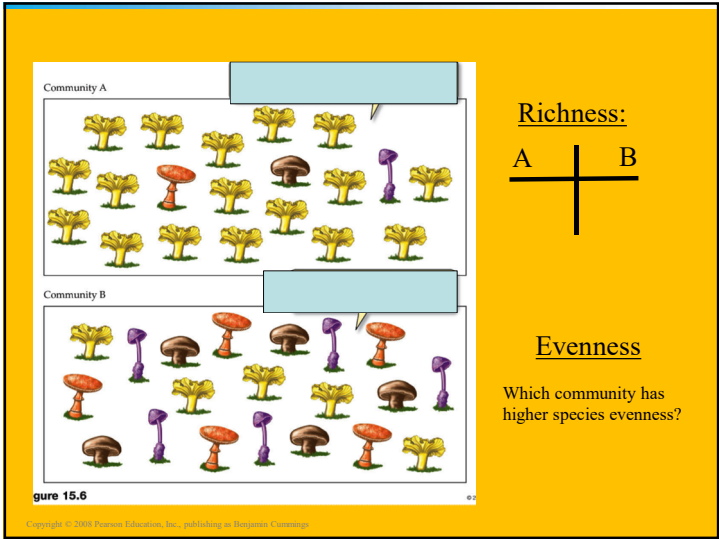 Community A
Richness:
A B
Community B
Evenness
Which community has
higher species evenness?
gure 15.6
© 2
Copyright © 2008 Pearson Education, Inc., publishing as Benjamin Cummings